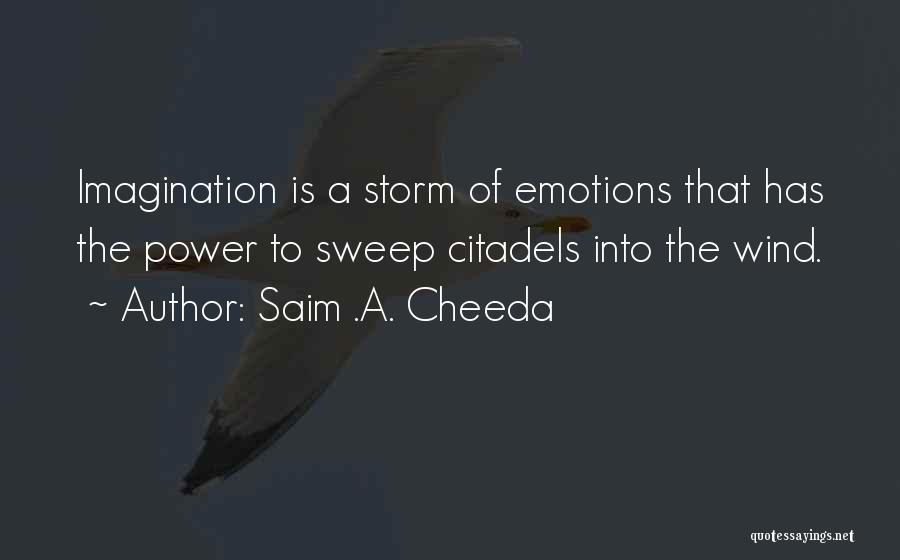 Imagination is a storm of emotions that has
the power to sweep citadels into the wind.
~ Author: Saim .A. Cheeda
quotessayings.net